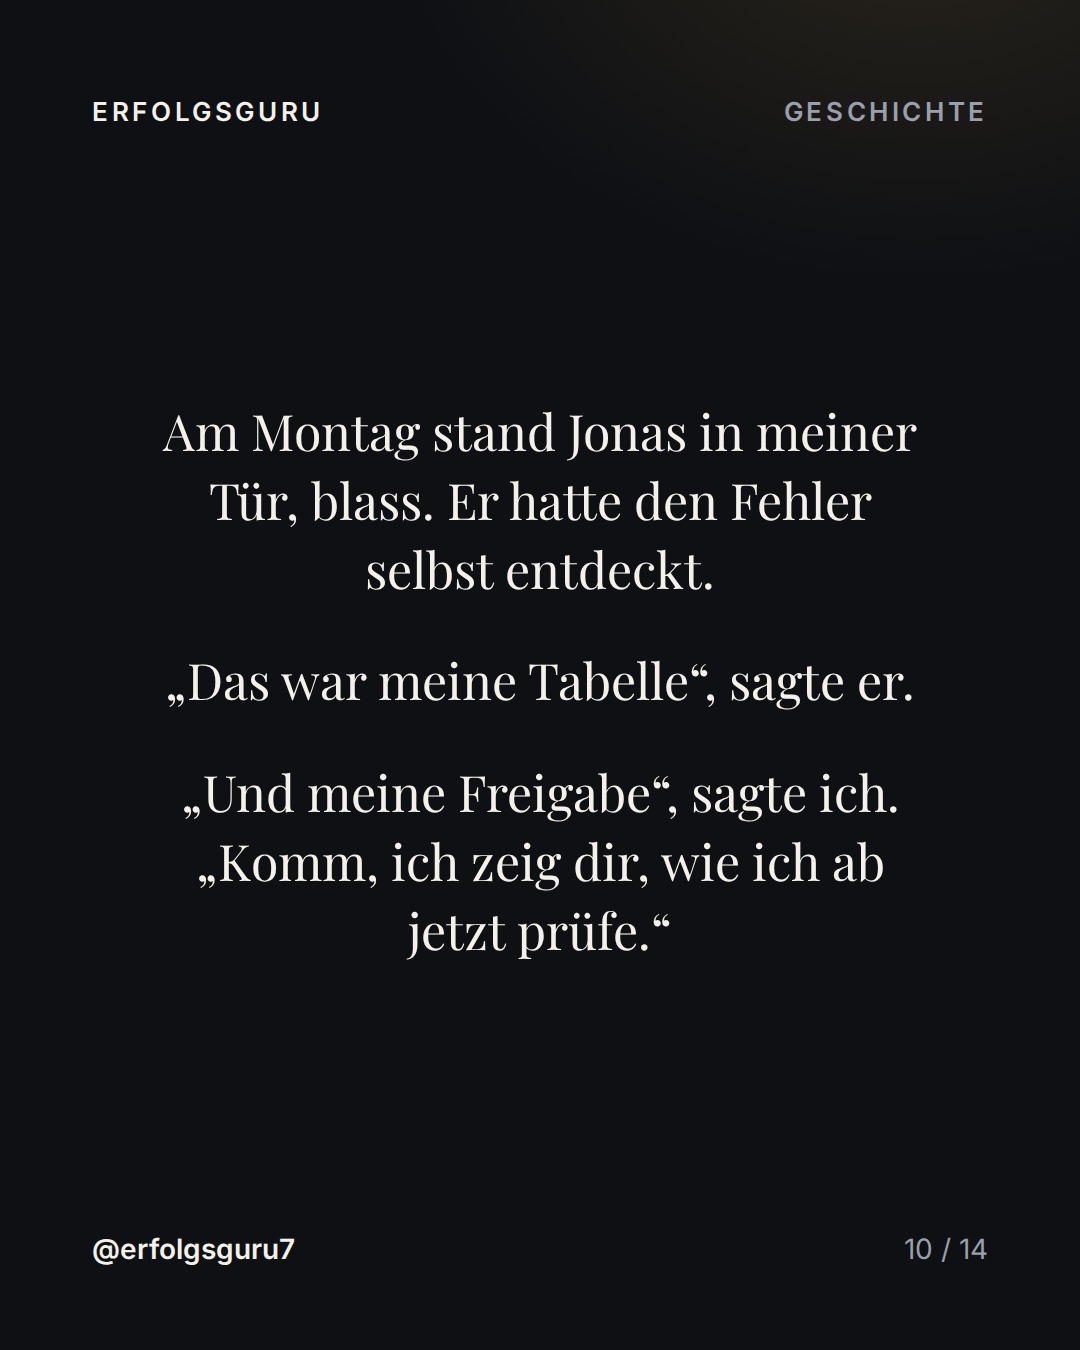 ERFOLGSGURU
GESCHICHTE
Am Montag stand Jonas in meiner
Tür, blass. Er hatte den Fehler
selbst entdeckt.
„Das war meine Tabelle“, sagte er.
„Und meine Freigabe“, sagte ich.
„Komm, ich zeig dir, wie ich ab
jetzt prüfe.“
@erfolgsguru7
10 / 14